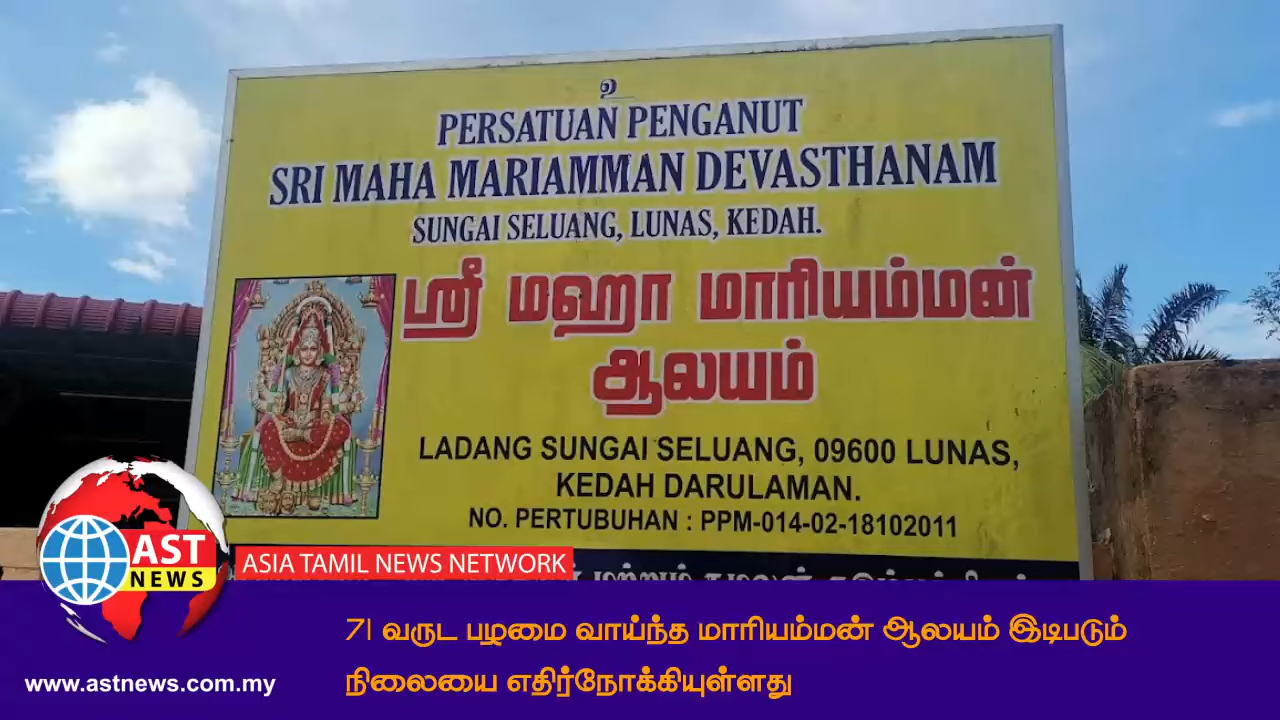 உ
PERSATUAN PENGANUT
SRI MAHA MARIAMMAN DEVASTHANAM
SUNGAI SELUANG, LUNAS, KEDAH.
ஸ்ரீ மஹா மாரியம்மன்
ஆலயம்
LADANG SUNGAI SELUANG, 09600 LUNAS,
KEDAH DARULAMAN.
NO. PERTUBUHAN : PPM-014-02-18102011
AST
NEWS
ASIA TAMIL NEWS NETWORK
71 வருட பழமை வாய்ந்த மாரியம்மன் ஆலயம் இடிபடும்
நிலையை எதிர்நோக்கியுள்ளது
www.astnews.com.my